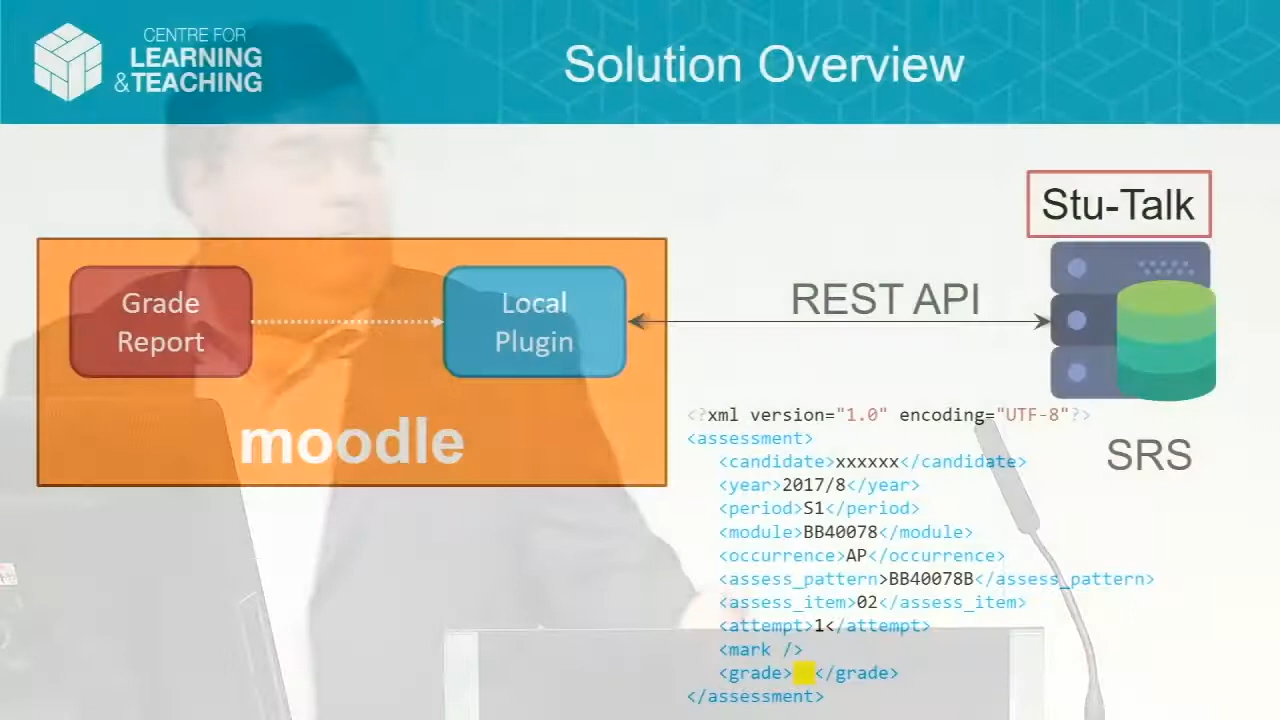 CENTRE FOR
LEARNING
&TEACHING
Solution Overview
Stu-Talk
Grade
Report
Local
Plugin
moodle
REST API
SRS
<?xml version="1.0" encoding="UTF-8"?>
<assessment>
<candidate>xxxxxx</candidate>
<year>2017/8</year>
<period>S1</period>
<module>BB40078</module>
<occurrence>AP</occurrence>
<assess_pattern>BB40078B</assess_pattern>
<assess_item>02</assess_item>
<attempt>1</attempt>
<mark />
<grade> </grade>
</assessment>